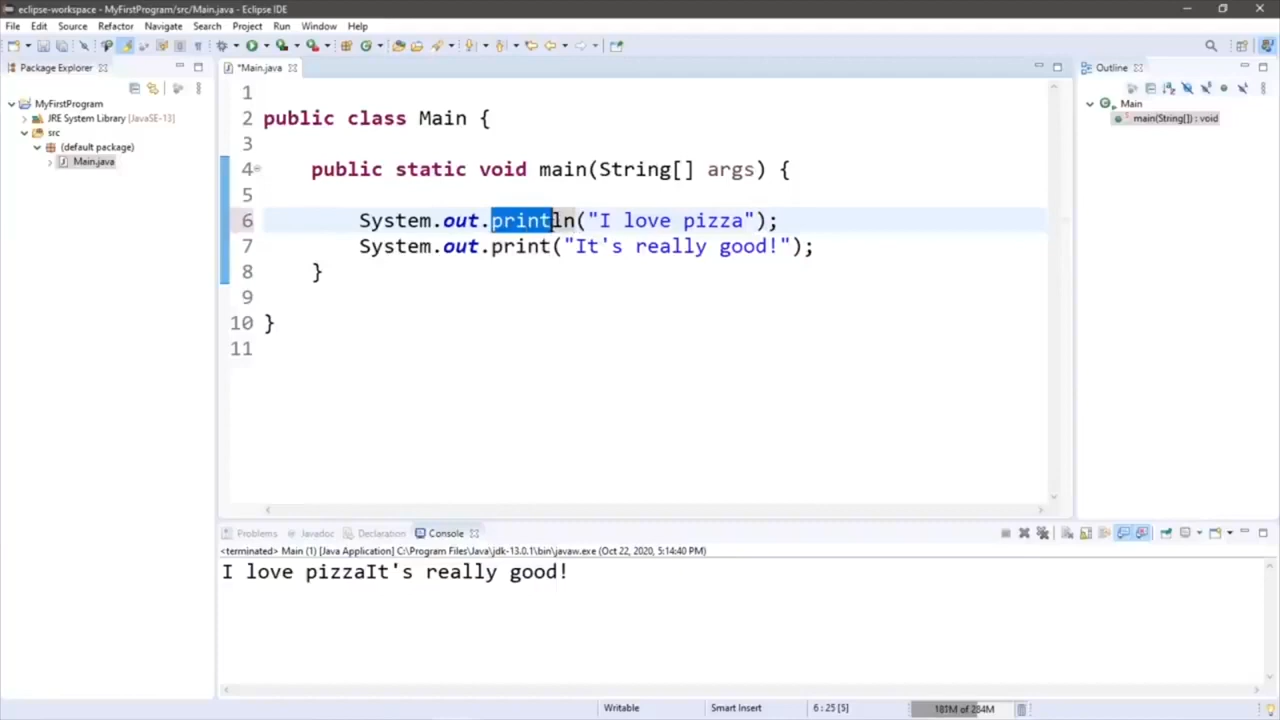 eclipse-workspace - MyFirstProgram/src/Main.java - Eclipse IDE
File Edit Source Refactor Navigate Search Project Run Window Help
Package Explorer
*Main.java
Outline
MyFirstProgram
JRE System Library [JavaSE-13]
src
(default package)
Main.java
Main
main(String[]) : void
1
2 public class Main {
3
4 public static void main(String[] args) {
5
6 System.out.println("I love pizza");
7 System.out.print("It's really good!");
8 }
9
10 }
11
Problems Javadoc Declaration Console
<terminated> Main (1) [Java Application] C:\Program Files\Java\jdk-13.0.1\bin\javaw.exe (Oct 22, 2020, 5:14:40 PM)
I love pizzaIt's really good!
Writable Smart Insert 6 : 25 [5] 181M of 284M